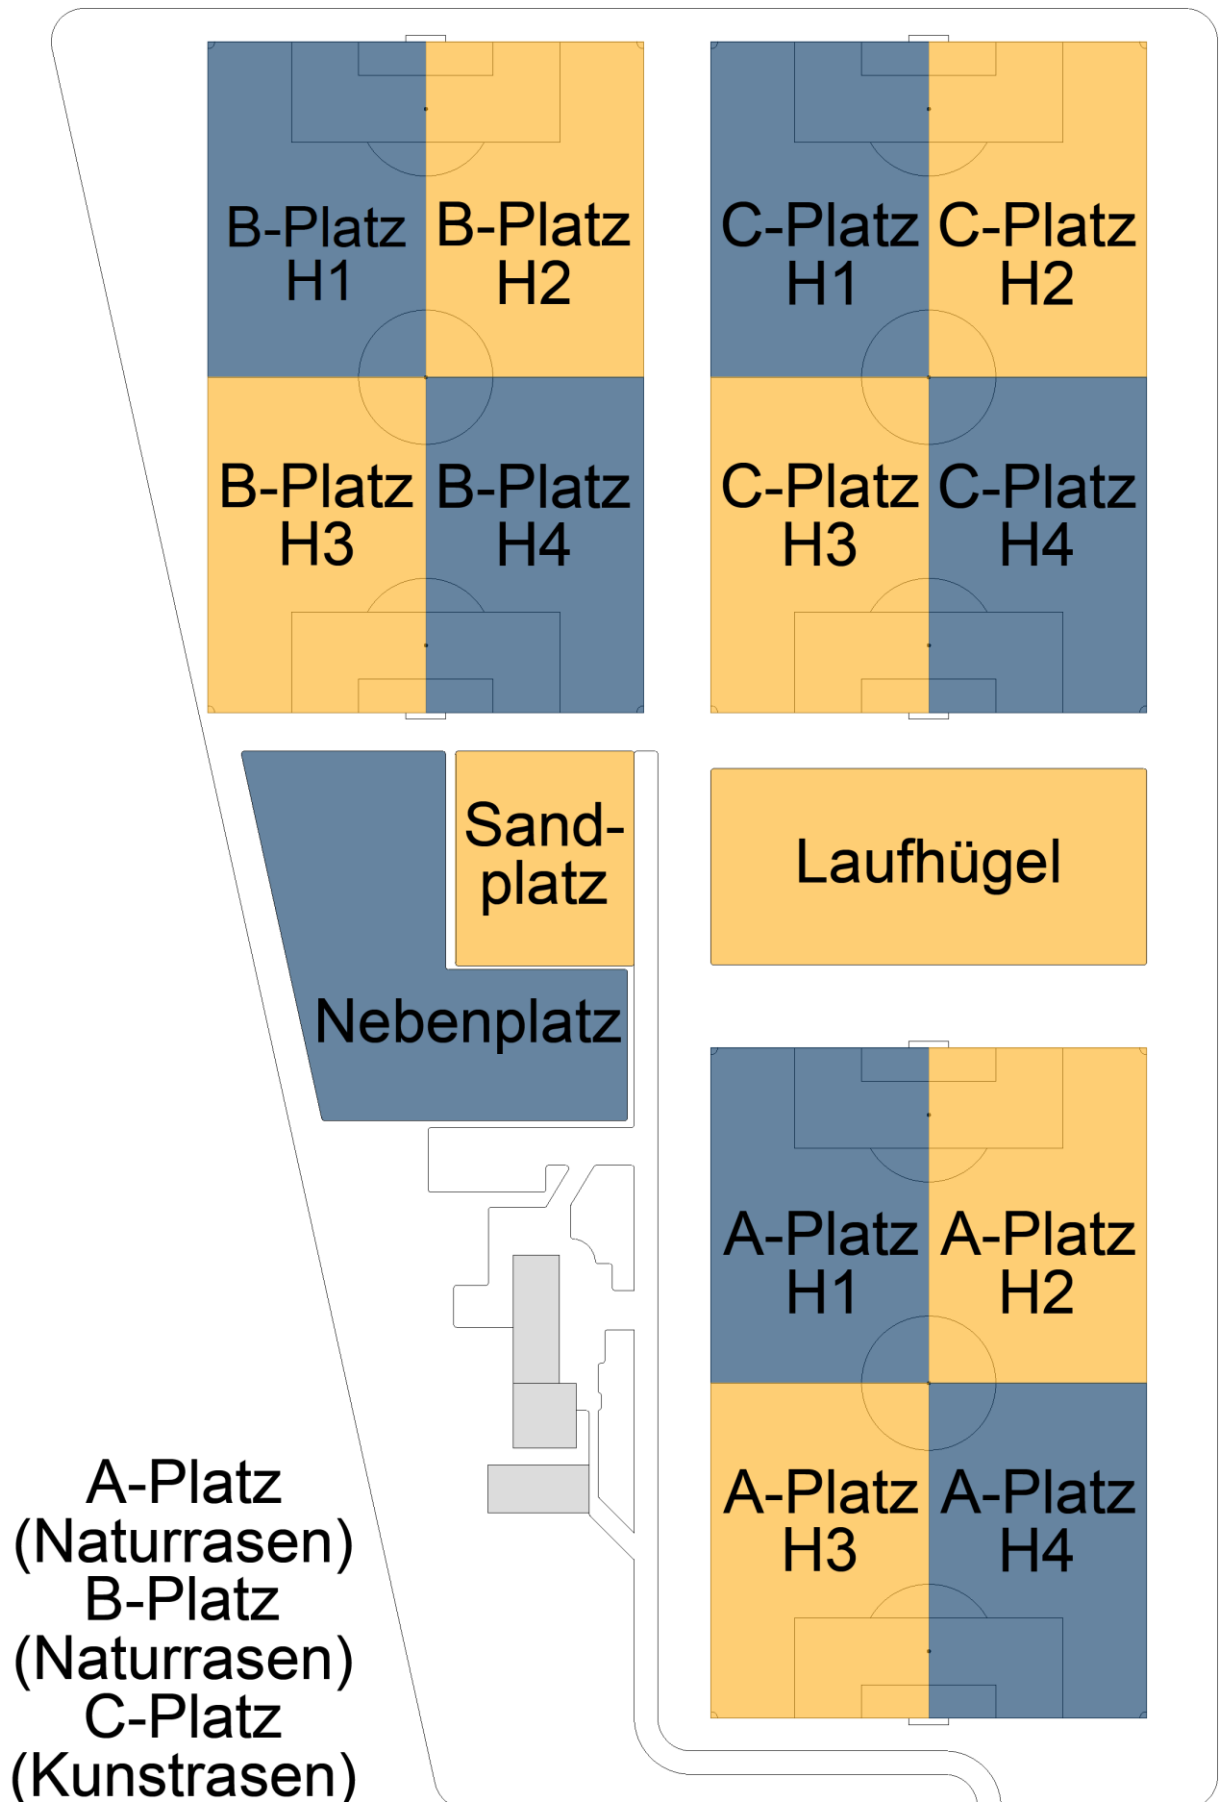 B-Platz
H1
B-Platz
H2
C-Platz
H1
C-Platz
H2
B-Platz
H3
B-Platz
H4
C-Platz
H3
C-Platz
H4
Sand-
platz
Laufhügel
Nebenplatz
A-Platz
H1
A-Platz
H2
A-Platz
H3
A-Platz
H4
A-Platz
(Naturrasen)
B-Platz
(Naturrasen)
C-Platz
(Kunstrasen)